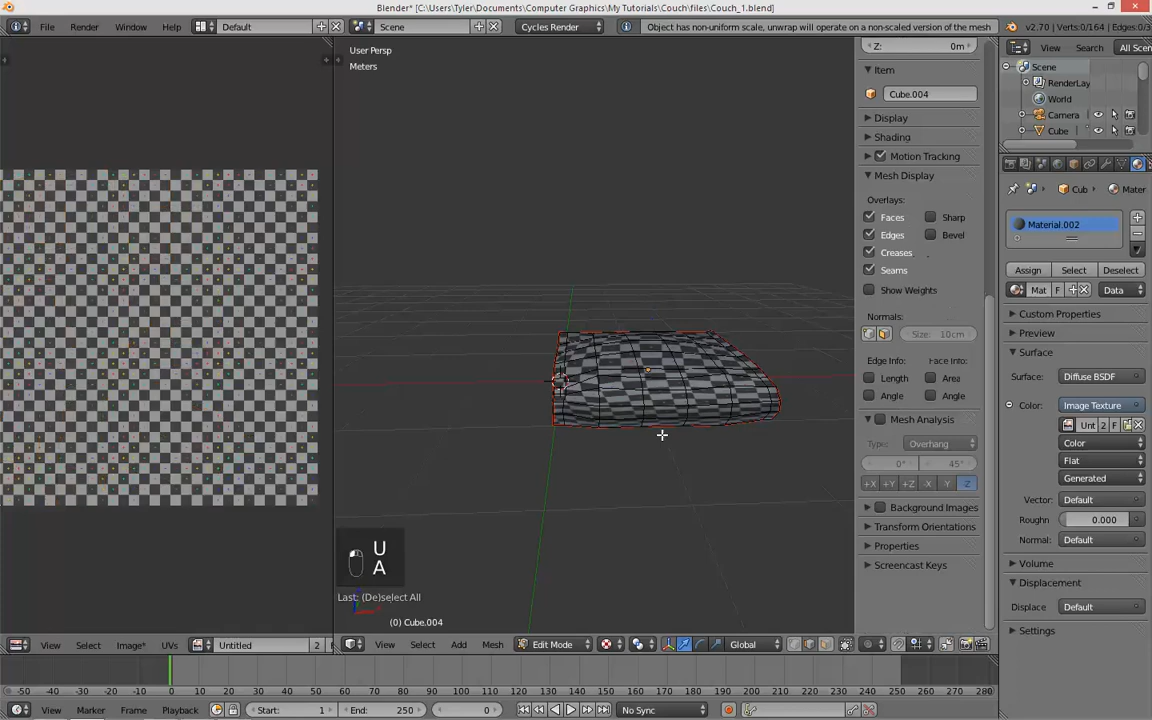 Blender* [C:\Users\Tyler\Documents\Computer Graphics\My Tutorials\Couch\files\Couch_1.blend]
File Render Window Help Default Scene Cycles Render Object has non-uniform scale, unwrap will operate on a non-scaled version of the mesh v2.70 | Verts:0/164 | Edges:0/3
User Persp
Meters
Z: 0m
Item
Cube.004
Display
Shading
Motion Tracking
Mesh Display
Overlays:
Faces Sharp
Edges Bevel
Creases
Seams
Show Weights
Normals:
Size: 10cm
Edge Info: Face Info:
Length Area
Angle Angle
Mesh Analysis
Type: Overhang
0° 45°
+X +Y +Z -X -Y -Z
Background Images
Transform Orientations
Properties
Screencast Keys
View Search All Scen
Scene
RenderLay
World
Camera
Cube
Cub Mater
Material.002
Assign Select Deselect
Mat F Data
Custom Properties
Preview
Surface
Surface: Diffuse BSDF
Color: Image Texture
Unt 2 F
Color
Flat
Generated
Vector: Default
Roughn 0.000
Normal: Default
Volume
Displacement
Displace Default
Settings
U
A
Last: (De)select All
(0) Cube.004
View Select Image* UVs Untitled 2
View Select Add Mesh Edit Mode Global
-50 -40 -30 -20 -10 0 10 20 30 40 50 60 70 80 90 100 110 120 130 140 150 160 170 180 190 200 210 220 230 240 250 260 270 280
View Marker Frame Playback Start: 1 End: 250 0 No Sync